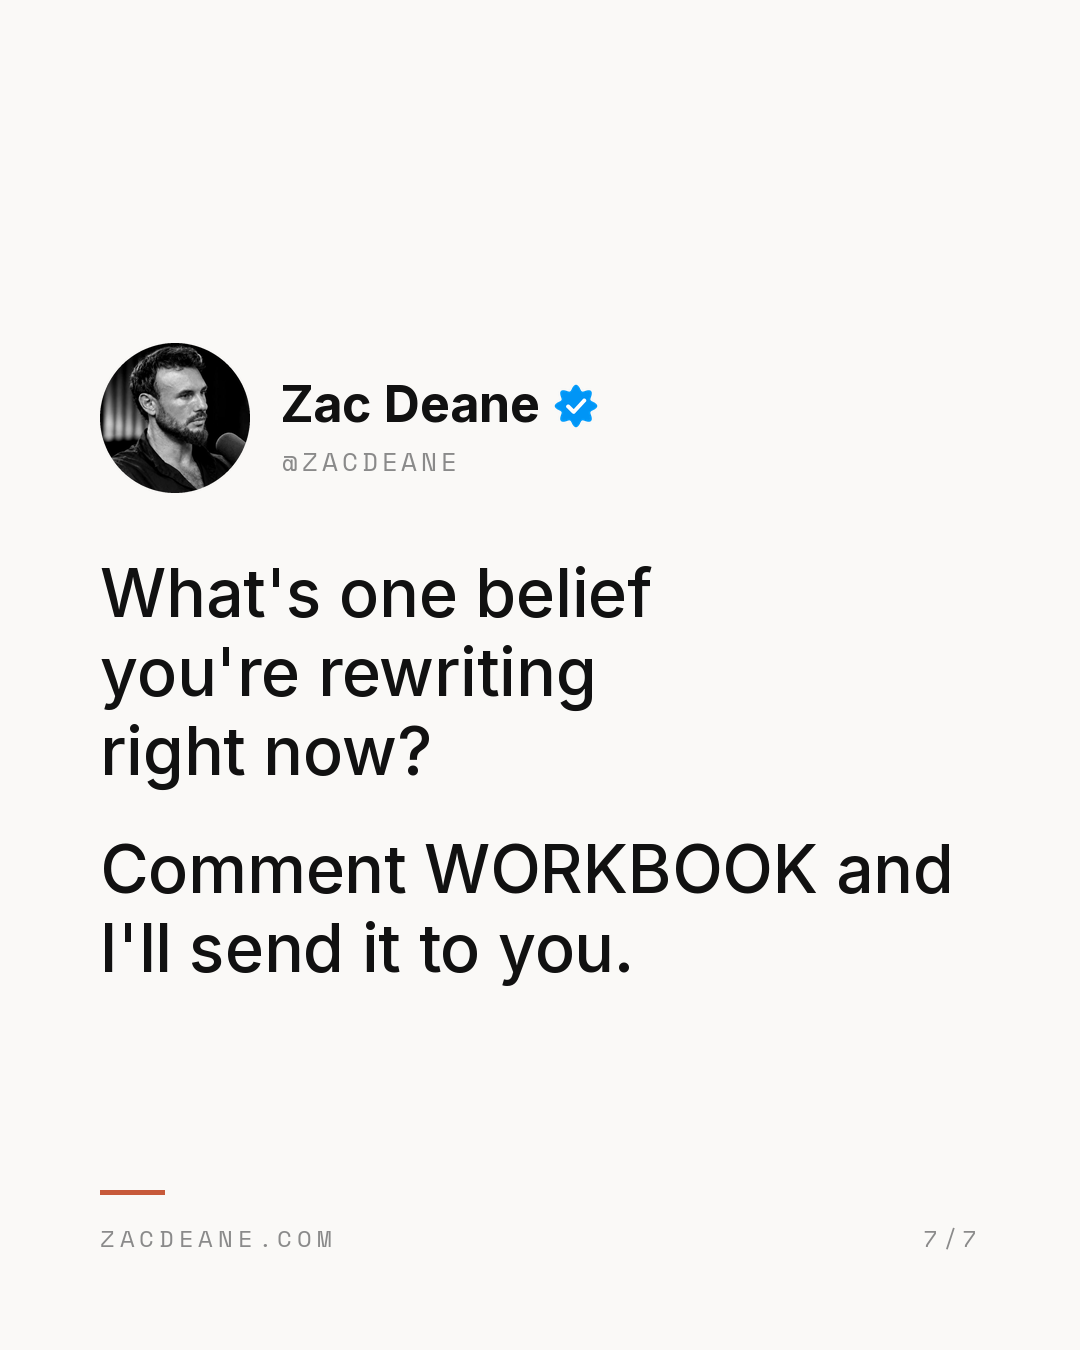 Zac Deane
@ZACDEANE
What's one belief
you're rewriting
right now?
Comment WORKBOOK and
I'll send it to you.
ZACDEANE.COM
7/7